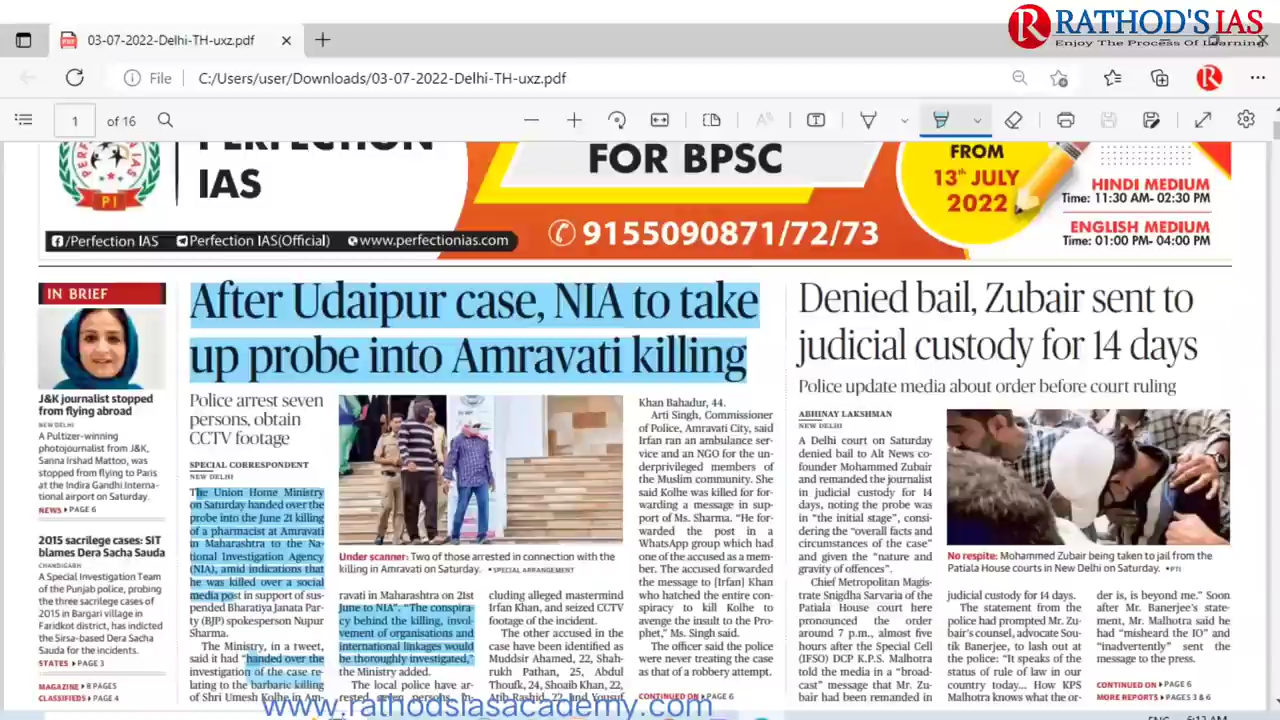 RATHOD'S IAS
Enjoy The Process Of Learning
03-07-2022-Delhi-TH-uxz.pdf
File
C:/Users/user/Downloads/03-07-2022-Delhi-TH-uxz.pdf
1 of 16
PERFECTION
IAS
PI
/Perfection IAS
Perfection IAS(Official)
www.perfectionias.com
FOR BPSC
9155090871/72/73
FROM
13th JULY
2022
HINDI MEDIUM
Time: 11:30 AM- 02:30 PM
ENGLISH MEDIUM
Time: 01:00 PM- 04:00 PM
IN BRIEF
J&K journalist stopped
from flying abroad
NEW DELHI
A Pultizer-winning
photojournalist from J&K,
Sanna Irshad Mattoo, was
stopped from flying to Paris
at the Indira Gandhi Interna-
tional airport on Saturday.
NEWS ▸ PAGE 6
2015 sacrilege cases: SIT
blames Dera Sacha Sauda
CHANDIGARH
A Special Investigation Team
of the Punjab police, probing
the three sacrilege cases of
2015 in Bargari village in
Faridkot district, has indicted
the Sirsa-based Dera Sacha
Sauda for the incidents.
STATES ▸ PAGE 3
MAGAZINE ▸ 8 PAGES
CLASSIFIEDS ▸ PAGE 4
After Udaipur case, NIA to take
up probe into Amravati killing
Police arrest seven
persons, obtain
CCTV footage
SPECIAL CORRESPONDENT
NEW DELHI
The Union Home Ministry
on Saturday handed over the
probe into the June 21 killing
of a pharmacist at Amravati
in Maharashtra to the Na-
tional Investigation Agency
(NIA), amid indications that
he was killed over a social
media post in support of sus-
pended Bharatiya Janata Par-
ty (BJP) spokesperson Nupur
Sharma.
The Ministry, in a tweet,
said it had "handed over the
investigation of the case re-
lating to the barbaric killing
of Shri Umesh Kolhe in Am-
Under scanner: Two of those arrested in connection with the
killing in Amravati on Saturday. • SPECIAL ARRANGEMENT
ravati in Maharashtra on 21st
June to NIA". "The conspira-
cy behind the killing, invol-
vement of organisations and
international linkages would
be thoroughly investigated,"
the Ministry added.
The local police have ar-
rested seven persons, in-
cluding alleged mastermind
Irfan Khan, and seized CCTV
footage of the incident.
The other accused in the
case have been identified as
Muddsir Ahamed, 22, Shah-
rukh Pathan, 25, Abdul
Thoufk, 24, Shoaib Khan, 22,
Atib Rashid, 22, and Yousuf
Khan Bahadur, 44.
Arti Singh, Commissioner
of Police, Amravati City, said
Irfan ran an ambulance ser-
vice and an NGO for the un-
derprivileged members of
the Muslim community. She
said Kolhe was killed for for-
warding a message in sup-
port of Ms. Sharma. "He for-
warded the post in a
WhatsApp group which had
one of the accused as a mem-
ber. The accused forwarded
the message to [Irfan] Khan
who hatched the entire con-
spiracy to kill Kolhe to
avenge the insult to the Pro-
phet," Ms. Singh said.
The officer said the police
were never treating the case
as that of a robbery attempt.
CONTINUED ON ▸ PAGE 6
Denied bail, Zubair sent to
judicial custody for 14 days
Police update media about order before court ruling
ABHINAY LAKSHMAN
NEW DELHI
A Delhi court on Saturday
denied bail to Alt News co-
founder Mohammed Zubair
and remanded the journalist
in judicial custody for 14
days, noting the probe was
in "the initial stage", consi-
dering the "overall facts and
circumstances of the case"
and given the "nature and
gravity of offences".
Chief Metropolitan Magis-
trate Snigdha Sarvaria of the
Patiala House court here
pronounced the order
around 7 p.m., almost five
hours after the Special Cell
(IFSO) DCP K.P.S. Malhotra
told the media in a "broad-
cast" message that Mr. Zu-
bair had been remanded in
No respite: Mohammed Zubair being taken to jail from the
Patiala House courts in New Delhi on Saturday. • PTI
judicial custody for 14 days.
The statement from the
police had prompted Mr. Zu-
bair's counsel, advocate Sou-
tik Banerjee, to lash out at
the police: "It speaks of the
status of rule of law in our
country today... How KPS
Malhotra knows what the or-
der is, is beyond me." Soon
after Mr. Banerjee's state-
ment, Mr. Malhotra said he
had "misheard the IO" and
"inadvertently" sent the
message to the press.
CONTINUED ON ▸ PAGE 6
MORE REPORTS ▸ PAGES 3 & 6
www.rathodsiasacademy.com/